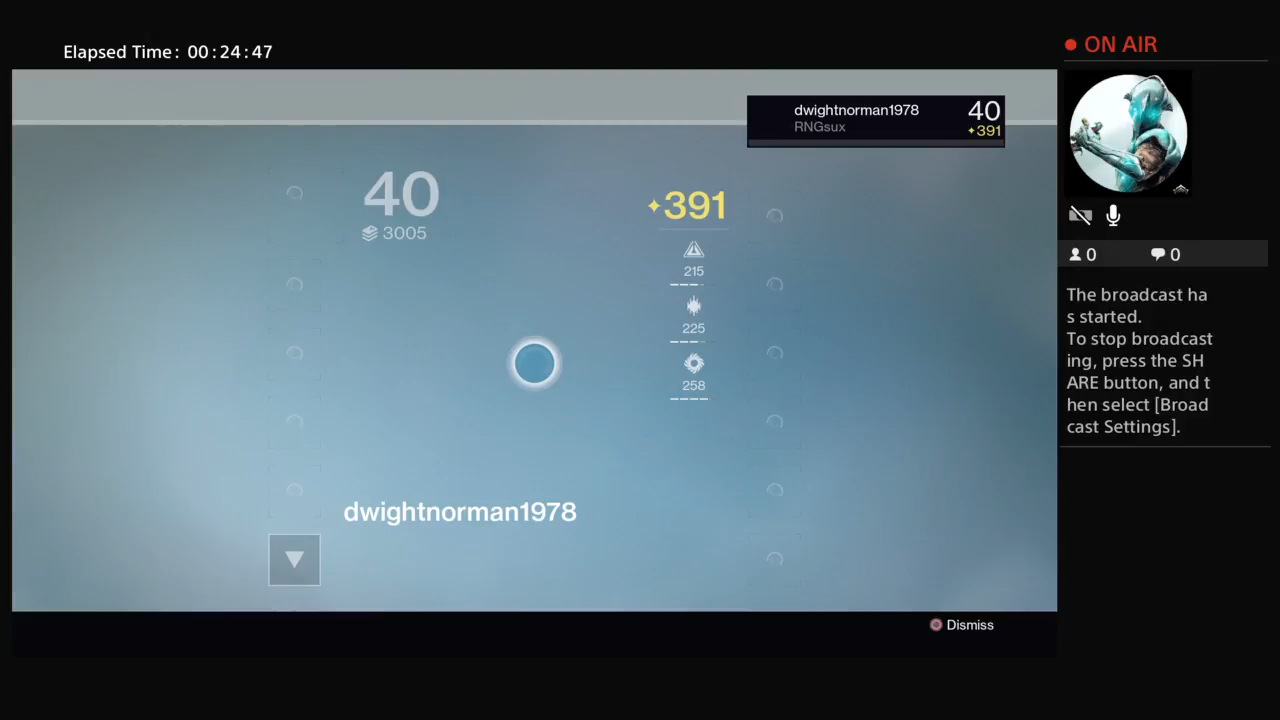 Elapsed Time: 00:24:47
ON AIR
dwightnorman1978
40
RNGsux
391
40
3005
391
215
225
258
dwightnorman1978
Dismiss
0
0
The broadcast ha
s started.
To stop broadcast
ing, press the SH
ARE button, and t
hen select [Broad
cast Settings].